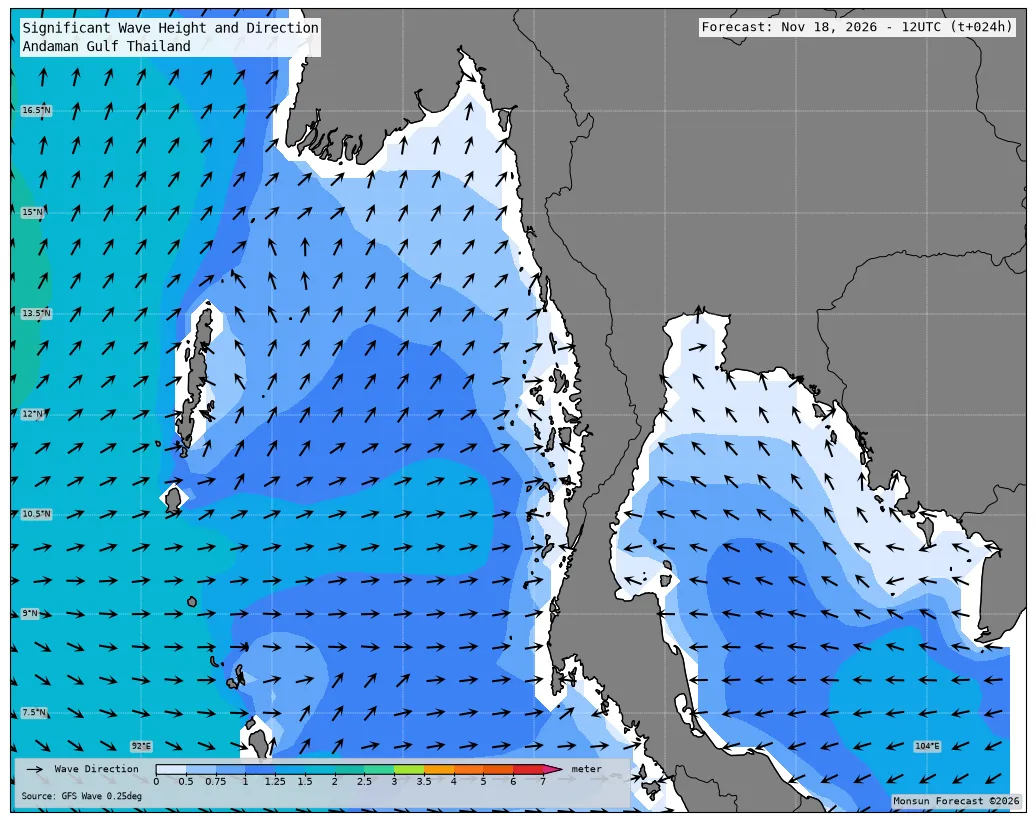 Significant Wave Height and Direction
Andaman Gulf Thailand
Forecast: Nov 18, 2026 - 12UTC (t+024h)
16.5°N
15°N
13.5°N
12°N
10.5°N
9°N
7.5°N
92°E
104°E
Wave Direction
meter
0.5 0.75 1 1.25 1.5 2 2.5 3 3.5 4 5 6 7
Source: GFS Wave 0.25deg
Monsun Forecast ©2026